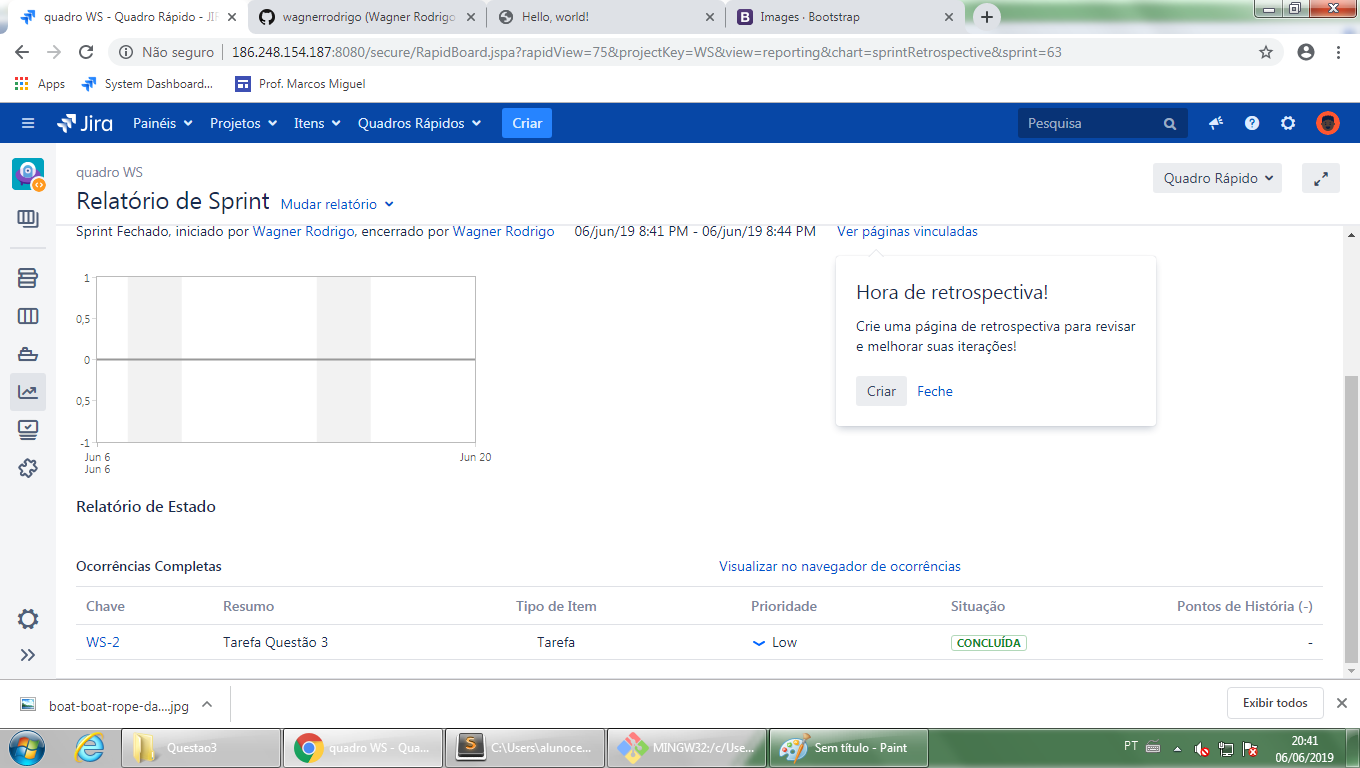 quadro WS - Quadro Rápido - JIR
wagnerrodrigo (Wagner Rodrigo
Hello, world!
Images · Bootstrap
Não seguro
186.248.154.187:8080/secure/RapidBoard.jspa?rapidView=75&projectKey=WS&view=reporting&chart=sprintRetrospective&sprint=63
Apps
System Dashboard...
Prof. Marcos Miguel
Jira
Painéis
Projetos
Itens
Quadros Rápidos
Criar
Pesquisa
quadro WS
Quadro Rápido
Relatório de Sprint
Mudar relatório
Sprint Fechado, iniciado por Wagner Rodrigo, encerrado por Wagner Rodrigo 06/jun/19 8:41 PM - 06/jun/19 8:44 PM Ver páginas vinculadas
Hora de retrospectiva!
Crie uma página de retrospectiva para revisar
e melhorar suas iterações!
Criar
Feche
1
0,5
0
0,5
-1
Jun 6
Jun 6
Jun 20
Relatório de Estado
Ocorrências Completas
Visualizar no navegador de ocorrências
Chave Resumo Tipo de Item Prioridade Situação Pontos de História (-)
WS-2 Tarefa Questão 3 Tarefa Low CONCLUÍDA -
boat-boat-rope-da....jpg
Exibir todos
Questao3
quadro WS - Qua...
C:\Users\alunoce...
MINGW32:/c/Use...
Sem título - Paint
PT
20:41
06/06/2019